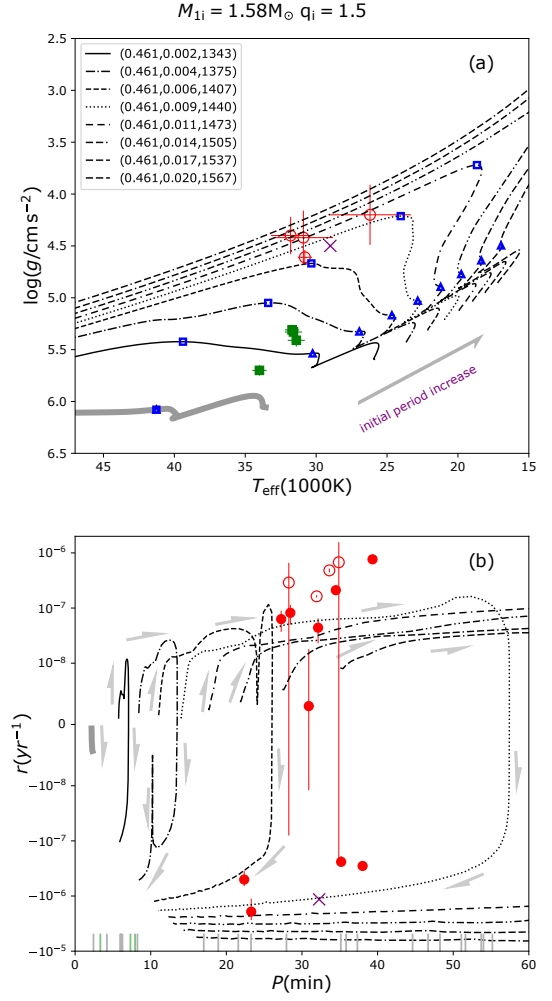 M₁ᵢ = 1.58M⊙ qᵢ = 1.5
(a)
(0.461,0.002,1343)
(0.461,0.004,1375)
(0.461,0.006,1407)
(0.461,0.009,1440)
(0.461,0.011,1473)
(0.461,0.014,1505)
(0.461,0.017,1537)
(0.461,0.020,1567)
log(g/cm s⁻²)
2.5
3.0
3.5
4.0
4.5
5.0
5.5
6.0
6.5
initial period increase
45 40 35 30 25 20 15
T_eff(1000K)
(b)
r(yr⁻¹)
10⁻⁶
10⁻⁷
10⁻⁸
0
-10⁻⁸
-10⁻⁷
-10⁻⁶
-10⁻⁵
0 10 20 30 40 50 60
P(min)